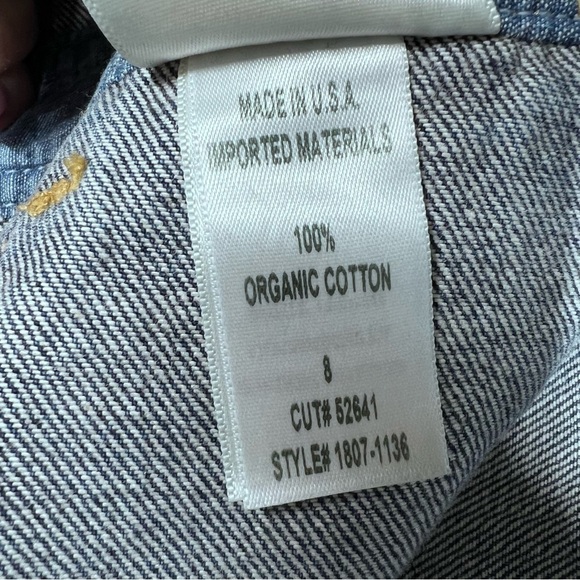 MADE IN U.S.A.
IMPORTED MATERIALS
100%
ORGANIC COTTON
8
CUT# 52641
STYLE# 1807-1136